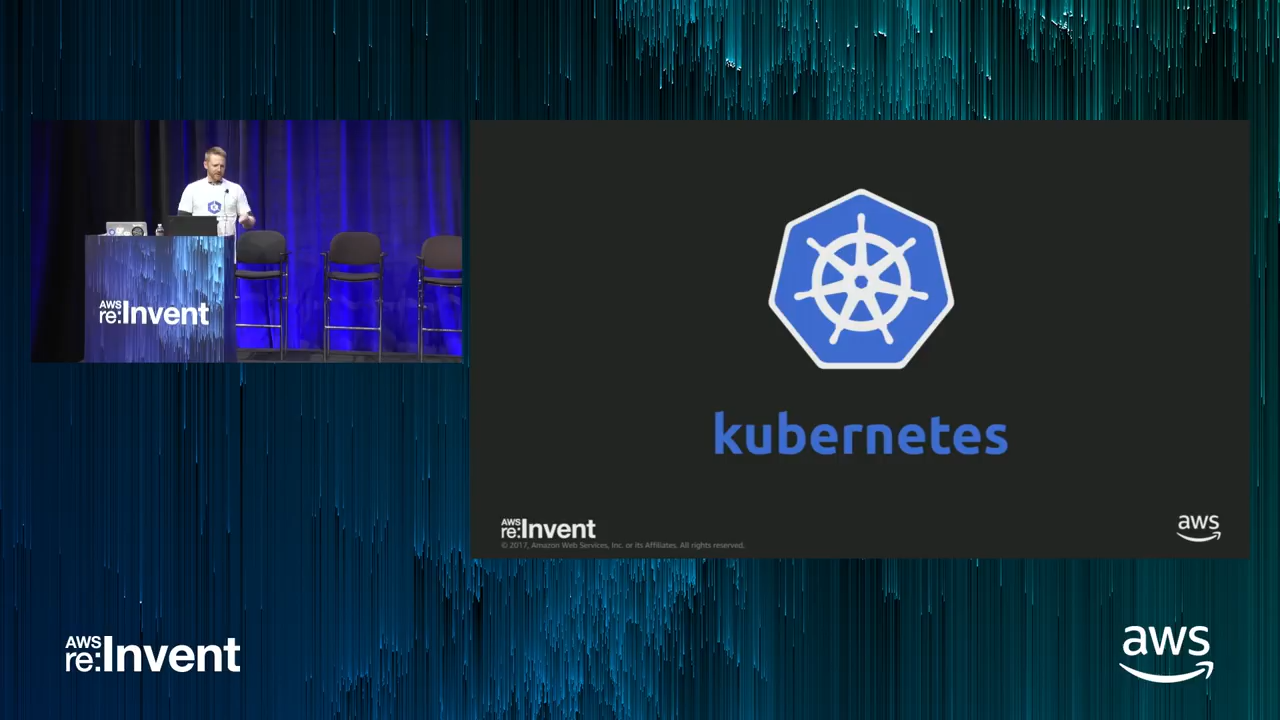 AWS
re:Invent
kubernetes
AWS
re:Invent
© 2017, Amazon Web Services, Inc. or its Affiliates. All rights reserved.
aws
AWS
re:Invent
aws